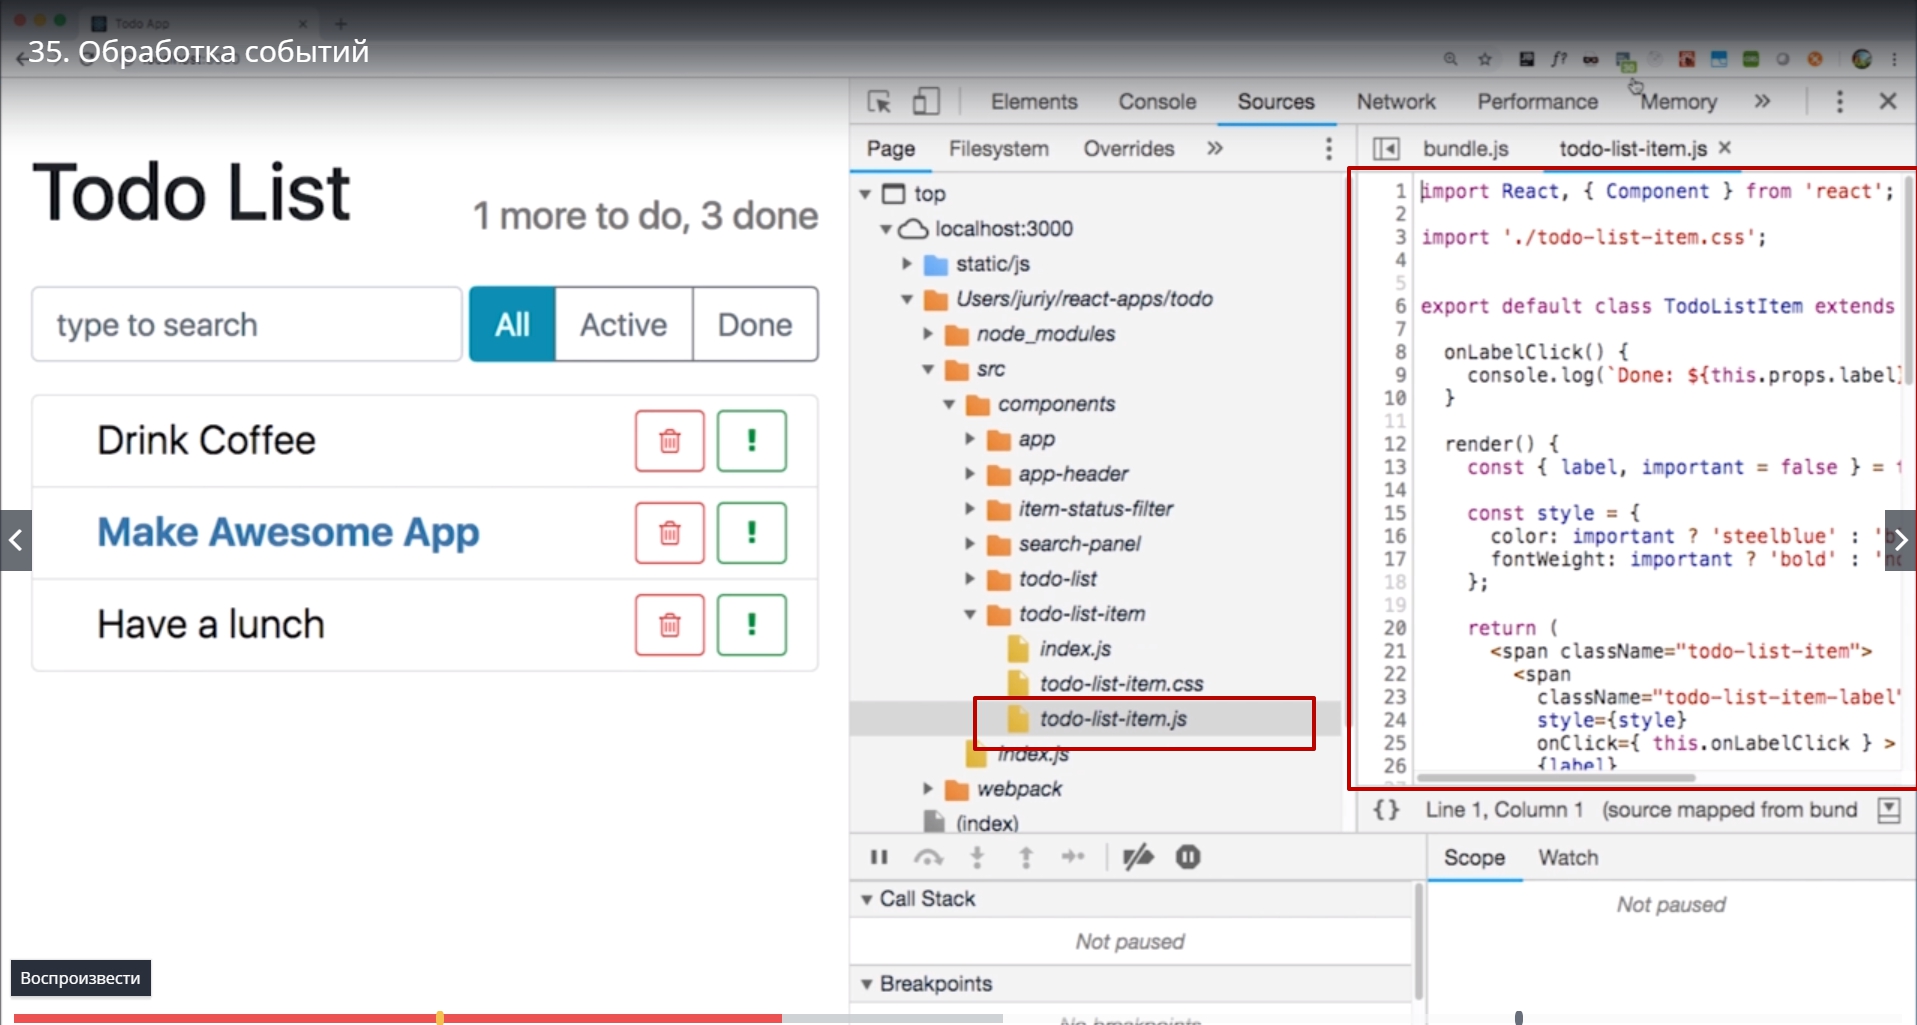 Todo App
35. Обработка событий
Elements Console Sources Network Performance Memory
Page Filesystem Overrides
bundle.js todo-list-item.js
Todo List
1 more to do, 3 done
type to search
All Active Done
Drink Coffee
Make Awesome App
Have a lunch
top
localhost:3000
static/js
Users/juriy/react-apps/todo
node_modules
src
components
app
app-header
item-status-filter
search-panel
todo-list
todo-list-item
index.js
todo-list-item.css
todo-list-item.js
index.js
webpack
(index)
1 import React, { Component } from 'react';
2
3 import './todo-list-item.css';
4
5
6 export default class TodoListItem extends
7
8 onLabelClick() {
9 console.log(`Done: ${this.props.label}
10 }
11
12 render() {
13 const { label, important = false } =
14
15 const style = {
16 color: important ? 'steelblue' :
17 fontWeight: important ? 'bold' :
18 };
19
20 return (
21 <span className="todo-list-item">
22 <span
23 className="todo-list-item-label"
24 style={style}
25 onClick={ this.onLabelClick } >
26 {label}
{} Line 1, Column 1 (source mapped from bund
Call Stack
Not paused
Breakpoints
No breakpoints
Scope Watch
Not paused
Воспроизвести